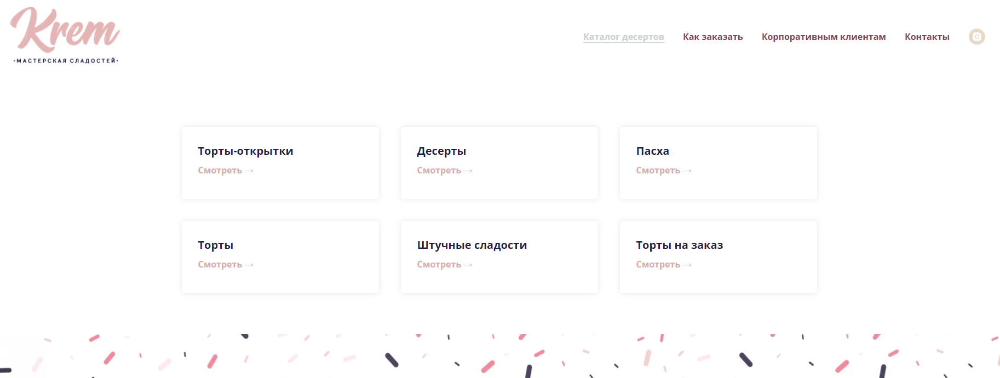 Krem
•МАСТЕРСКАЯ СЛАДОСТЕЙ•
Каталог десертов Как заказать Корпоративным клиентам Контакты
Торты-открытки
Смотреть →
Десерты
Смотреть →
Пасха
Смотреть →
Торты
Смотреть →
Штучные сладости
Смотреть →
Торты на заказ
Смотреть →